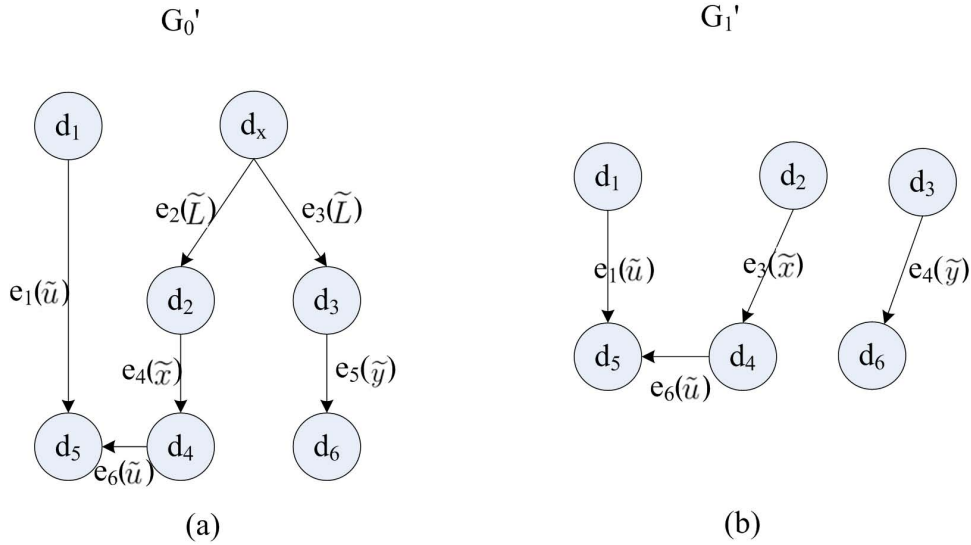 G₀'
G₁'
d₁
dₓ
e₂(L̃)
e₃(L̃)
d₂
d₃
e₁(ũ)
e₄(x̃)
e₅(ỹ)
d₅
d₄
d₆
e₆(ũ)
(a)
d₁
d₂
d₃
e₁(ũ)
e₃(x̃)
e₄(ỹ)
d₅
d₄
d₆
e₆(ũ)
(b)